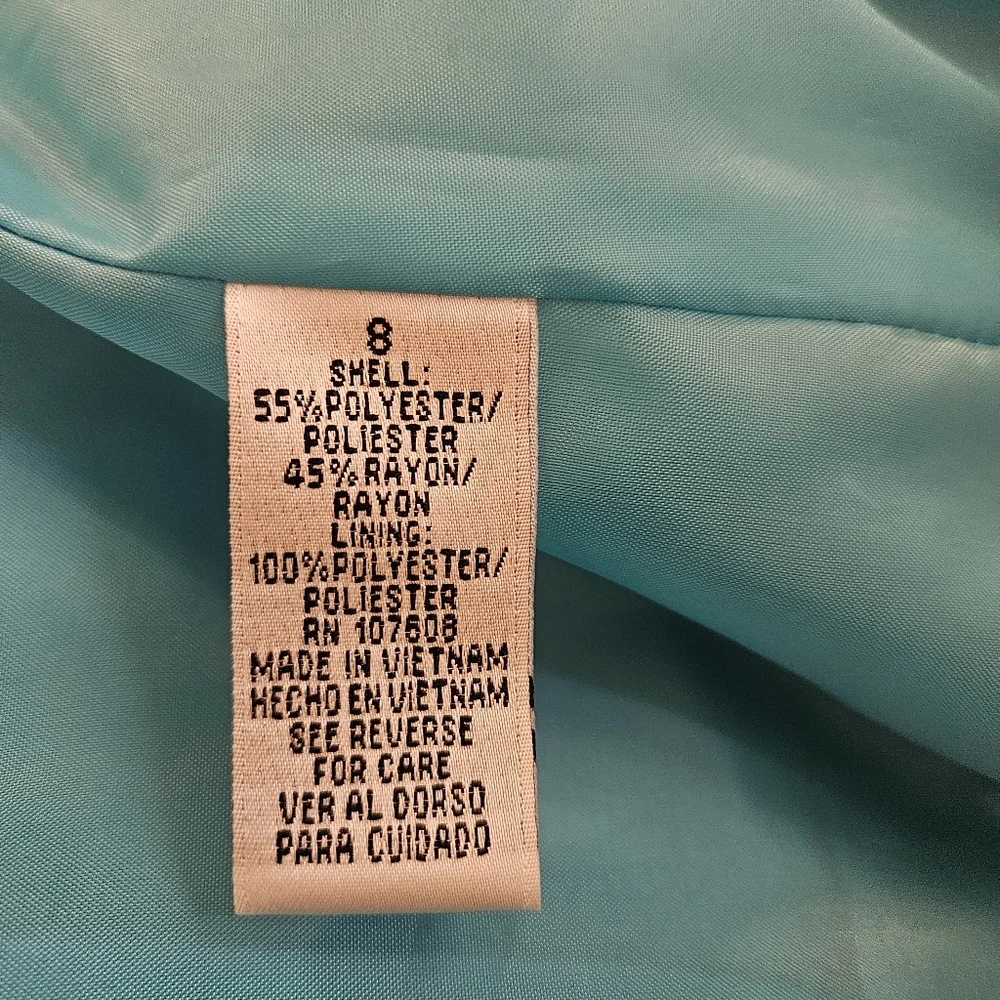 8
SHELL:
55%POLYESTER/
POLIESTER
45%RAYON/
RAYON
LINING:
100%POLYESTER/
POLIESTER
RN 107608
MADE IN VIETNAM
HECHO EN VIETNAM
SEE REVERSE
FOR CARE
VER AL DORSO
PARA CUIDADO